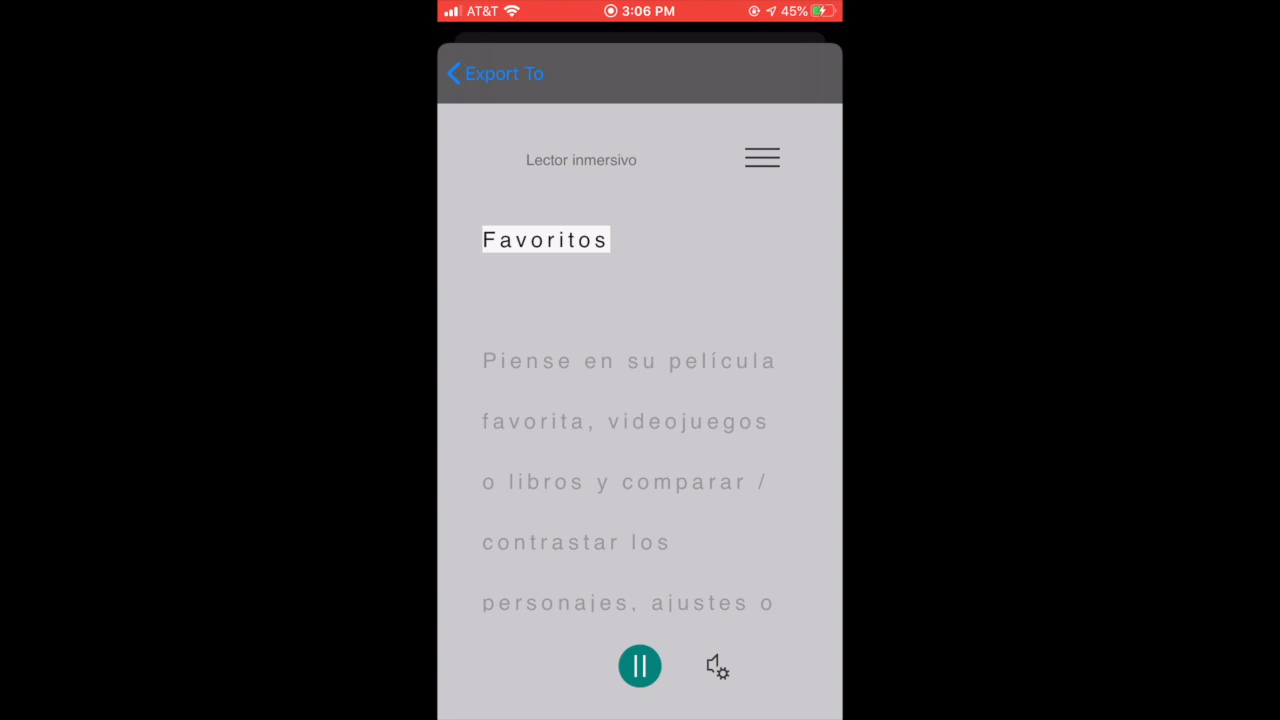 AT&T 3:06 PM 45%
Export To
Lector inmersivo
Favoritos
Piense en su película
favorita, videojuegos
o libros y comparar /
contrastar los
personajes, ajustes o